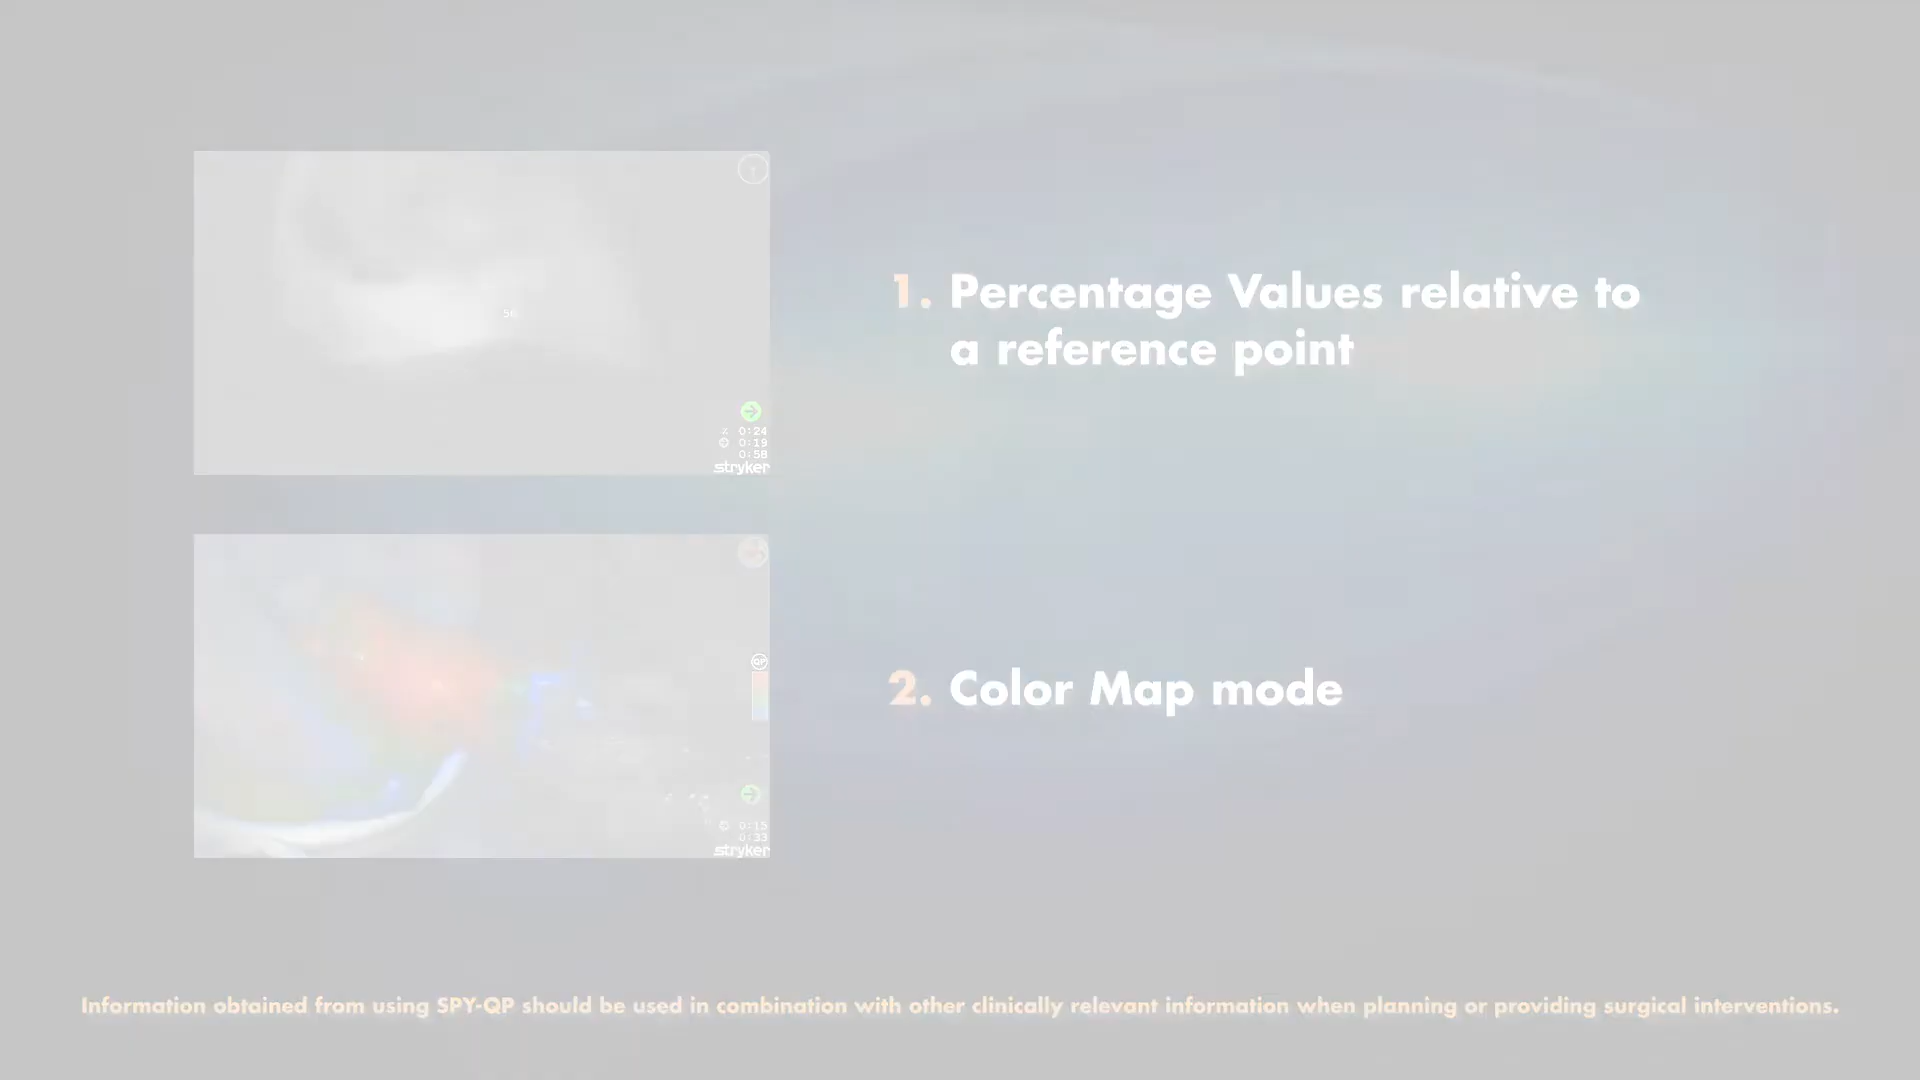 56
0:24
0:19
0:58
stryker
1. Percentage Values relative to
a reference point
QP
0:15
0:33
stryker
2. Color Map mode
Information obtained from using SPY-QP should be used in combination with other clinically relevant information when planning or providing surgical interventions.